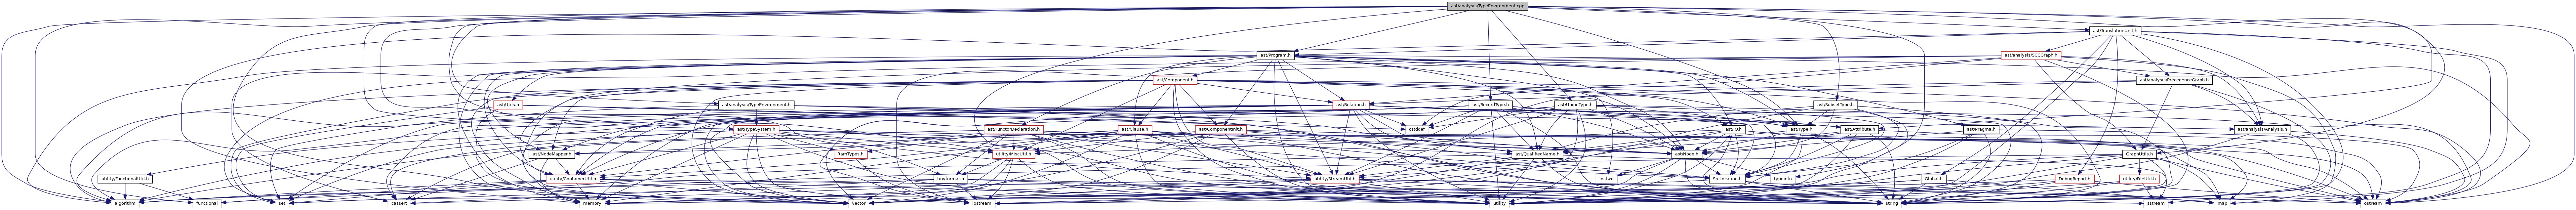 ast/analysis/TypeEnvironment.cpp
ast/TranslationUnit.h
ast/Program.h
ast/analysis/SCCGraph.h
ast/Component.h
ast/analysis/PrecedenceGraph.h
ast/Utils.h
ast/analysis/TypeEnvironment.h
ast/Relation.h
ast/RecordType.h
ast/UnionType.h
ast/SubsetType.h
ast/TypeSystem.h
ast/FunctorDeclaration.h
ast/Clause.h
ast/ComponentInit.h
cstddef
ast/IO.h
ast/Type.h
ast/Attribute.h
ast/Pragma.h
ast/analysis/Analysis.h
ast/NodeMapper.h
RamTypes.h
utility/MiscUtil.h
ast/QualifiedName.h
ast/Node.h
GraphUtils.h
utility/FunctionalUtil.h
utility/ContainerUtil.h
tinyformat.h
utility/StreamUtil.h
iosfwd
SrcLocation.h
typeinfo
Global.h
DebugReport.h
utility/FileUtil.h
algorithm
functional
set
cassert
memory
vector
iostream
utility
string
sstream
map
ostream